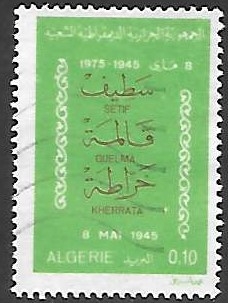 الجمهورية الجزائرية الديمقراطية الشعبية
8 ماي 1945-1975
سطيف
SETIF
قالمة
GUELMA
خراطة
KHERRATA
8 MAI 1945
ALGERIE البريد 0.10